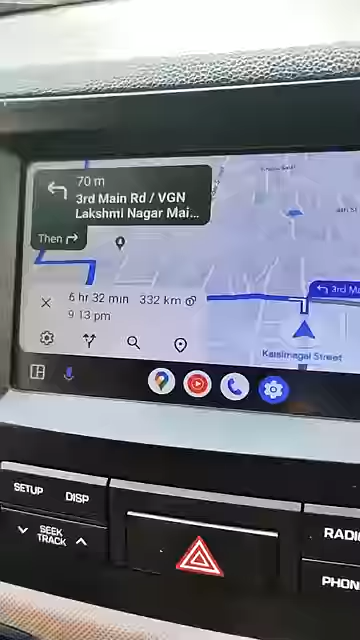 70 m
3rd Main Rd / VGN
Lakshmi Nagar Mai...
Then
6 hr 32 min 332 km
9:13 pm
3rd Ma
Kalaimagal Street
SETUP DISP
SEEK
TRACK
RADI
PHON